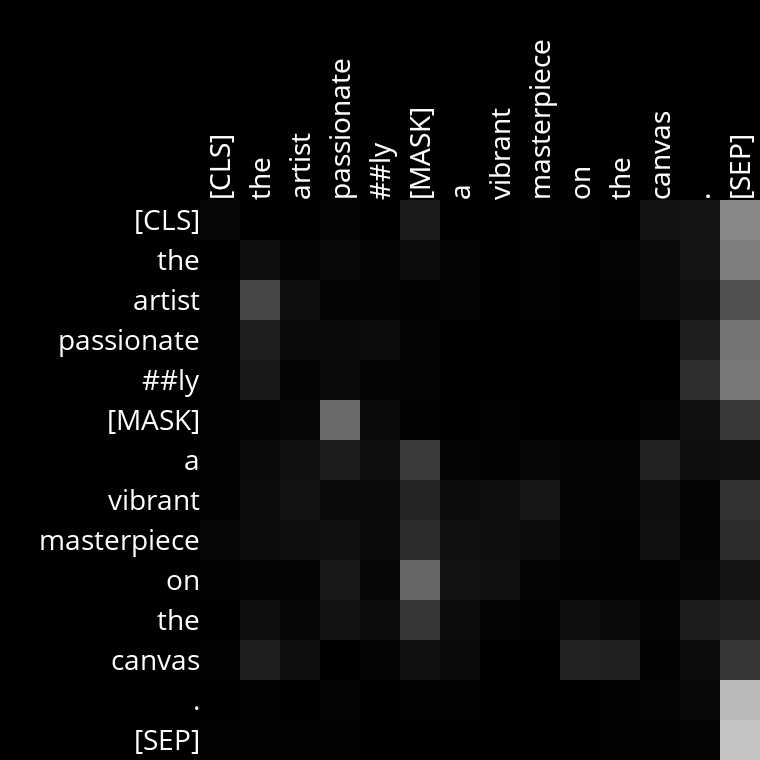 [CLS] the artist passionate ##ly [MASK] a vibrant masterpiece on the canvas . [SEP]
[CLS]
the
artist
passionate
##ly
[MASK]
a
vibrant
masterpiece
on
the
canvas
.
[SEP]